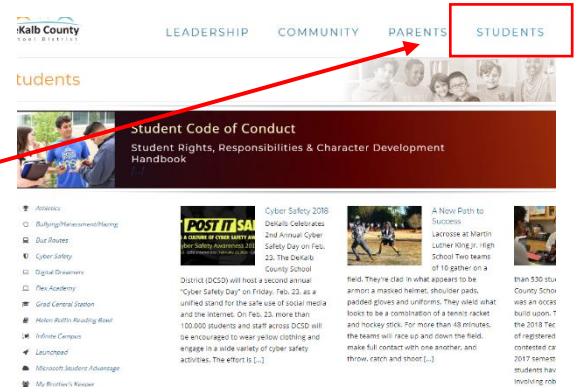 eKalb County
School District
LEADERSHIP COMMUNITY PARENTS STUDENTS
tudents
Student Code of Conduct
Student Rights, Responsibilities & Character Development
Handbook
[...]
Athletics
Bullying/Harassment/Hazing
Bus Routes
Cyber Safety
Digital Dreamers
Flex Academy
Grad Central Station
Helen Ruffin Reading Bowl
Infinite Campus
Launchpad
Microsoft Student Advantage
My Brother's Keeper
POST IT SA
A CULTURE OF CYBER SAFETY AW
yber Safety Awareness 201
Cyber Safety 2018
DeKalb Celebrates
2nd Annual Cyber
Safety Day on Feb.
23. The DeKalb
County School
District (DCSD) will host a second annual
"Cyber Safety Day" on Friday, Feb. 23, as a
unified stand for the safe use of social media
and the internet. On Feb. 23, more than
100,000 students and staff across DCSD will
be encouraged to wear yellow clothing and
engage in a wide variety of cyber safety
activities. The effort is [...]
A New Path to
Success
Lacrosse at Martin
Luther King Jr. High
School Two teams
of 10 gather on a
field. They're clad in what appears to be
armor: a masked helmet, shoulder pads,
padded gloves and uniforms. They wield what
looks to be a combination of a tennis racket
and hockey stick. For more than 48 minutes,
the teams will race up and down the field,
make full contact with one another, and
throw, catch and shoot [...]
than 530 stu
County Schoo
was an occas
build upon. T
the 2018 Tec
of registered
contested ca
2017 semest
students hav
involving rob